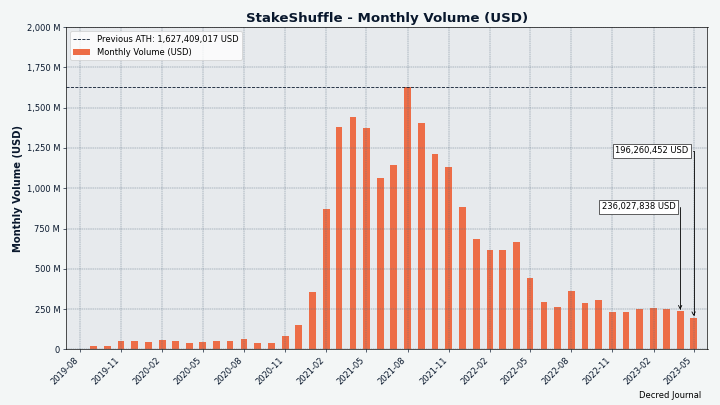 StakeShuffle - Monthly Volume (USD)
Previous ATH: 1,627,409,017 USD
Monthly Volume (USD)
Monthly Volume (USD)
2,000 M
1,750 M
1,500 M
1,250 M
1,000 M
750 M
500 M
250 M
0
196,260,452 USD
236,027,838 USD
2019-08
2019-11
2020-02
2020-05
2020-08
2020-11
2021-02
2021-05
2021-08
2021-11
2022-02
2022-05
2022-08
2022-11
2023-02
2023-05
Decred Journal